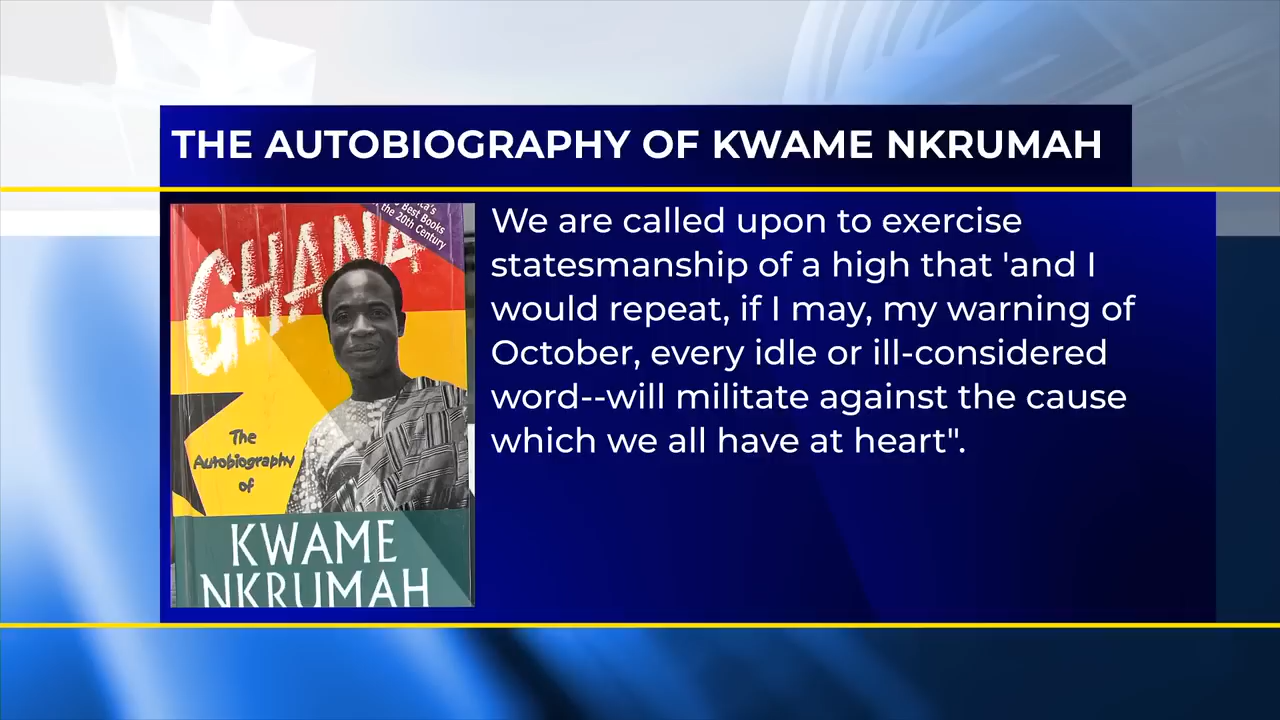 THE AUTOBIOGRAPHY OF KWAME NKRUMAH
GHANA
Best Books
the 20th Century
The
Autobiography
of
KWAME
NKRUMAH
We are called upon to exercise
statesmanship of a high that 'and I
would repeat, if I may, my warning of
October, every idle or ill-considered
word--will militate against the cause
which we all have at heart".